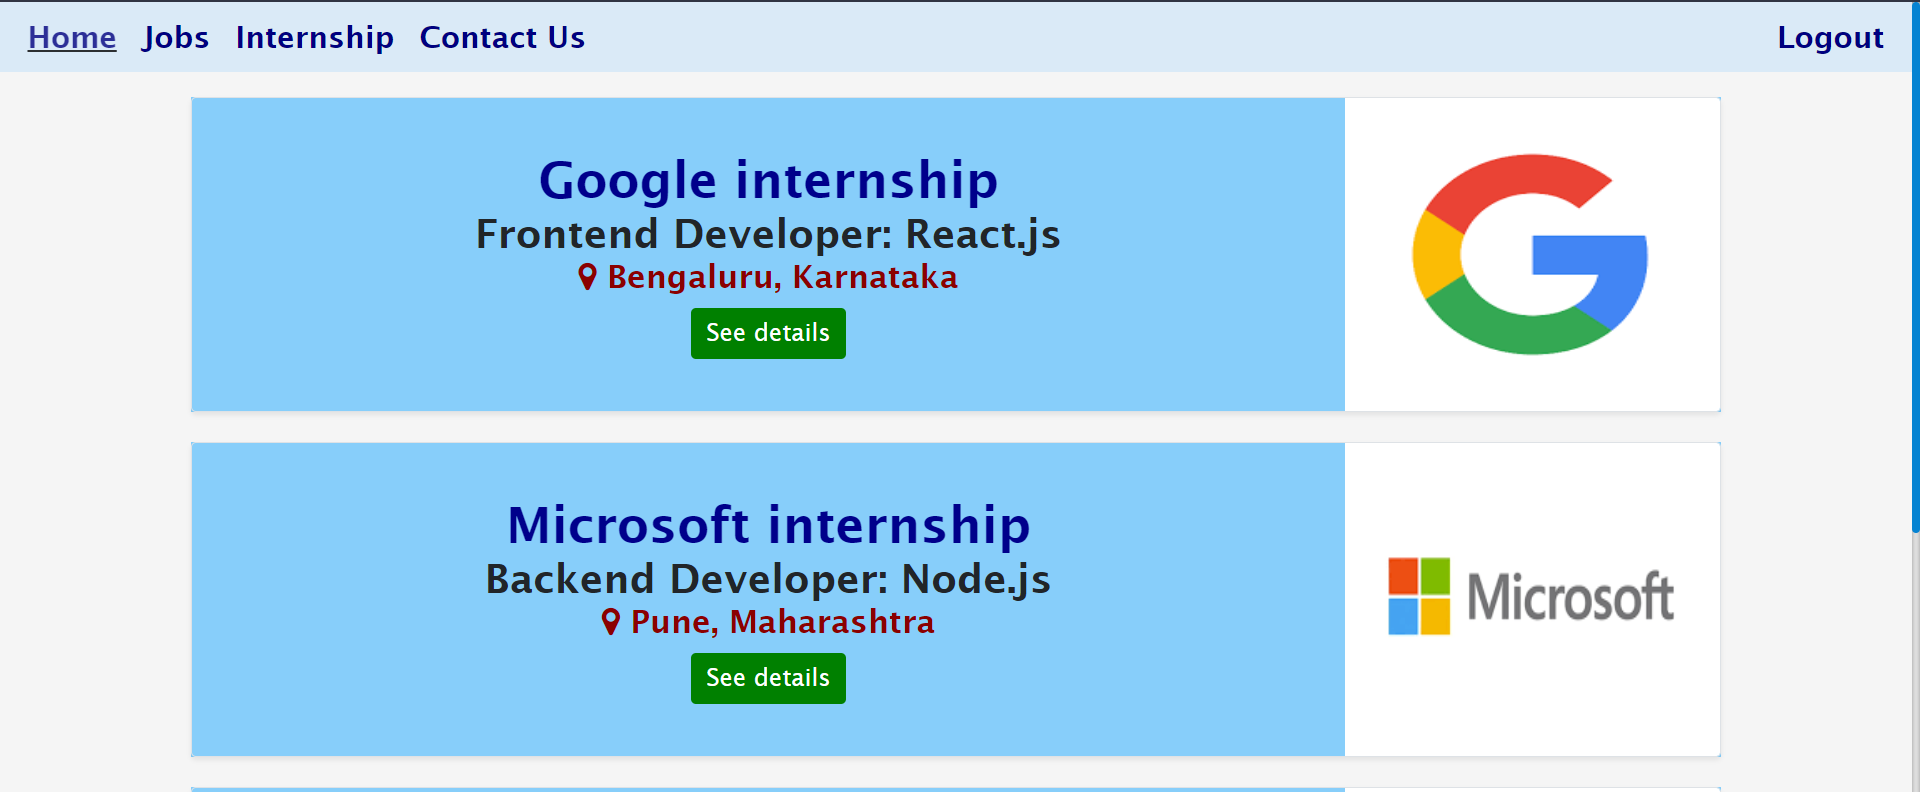 Home Jobs Internship Contact Us Logout
Google internship
Frontend Developer: React.js
Bengaluru, Karnataka
See details
Microsoft internship
Backend Developer: Node.js
Pune, Maharashtra
See details
Microsoft